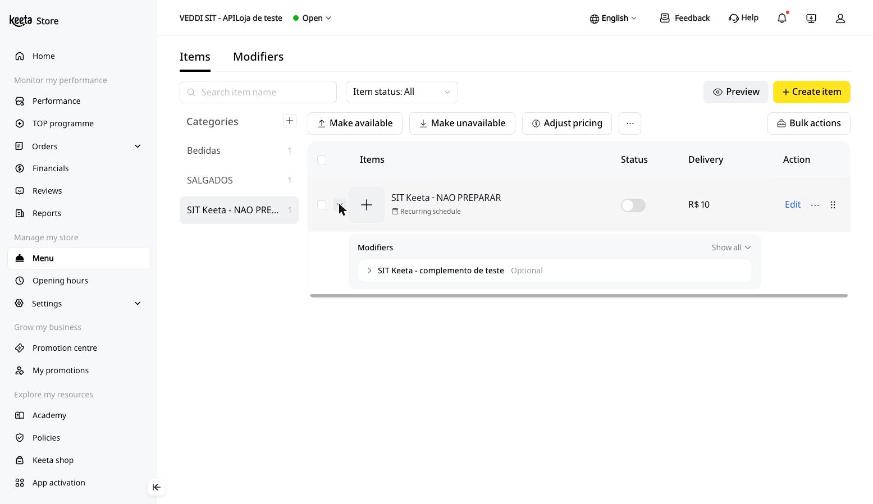 keeta Store
VEDDI SIT - APILoja de teste
Open
English
Feedback
Help
Home
Monitor my performance
Performance
TOP programme
Orders
Financials
Reviews
Reports
Manage my store
Menu
Opening hours
Settings
Grow my business
Promotion centre
My promotions
Explore my resources
Academy
Policies
Keeta shop
App activation
Items
Modifiers
Search item name
Item status: All
Preview
+ Create item
Categories
Bedidas 1
SALGADOS 1
SIT Keeta - NAO PRE... 1
Make available
Make unavailable
Adjust pricing
...
Bulk actions
Items Status Delivery Action
SIT Keeta - NAO PREPARAR
Recurring schedule
R$ 10
Edit ...
Modifiers
Show all
SIT Keeta - complemento de teste Optional